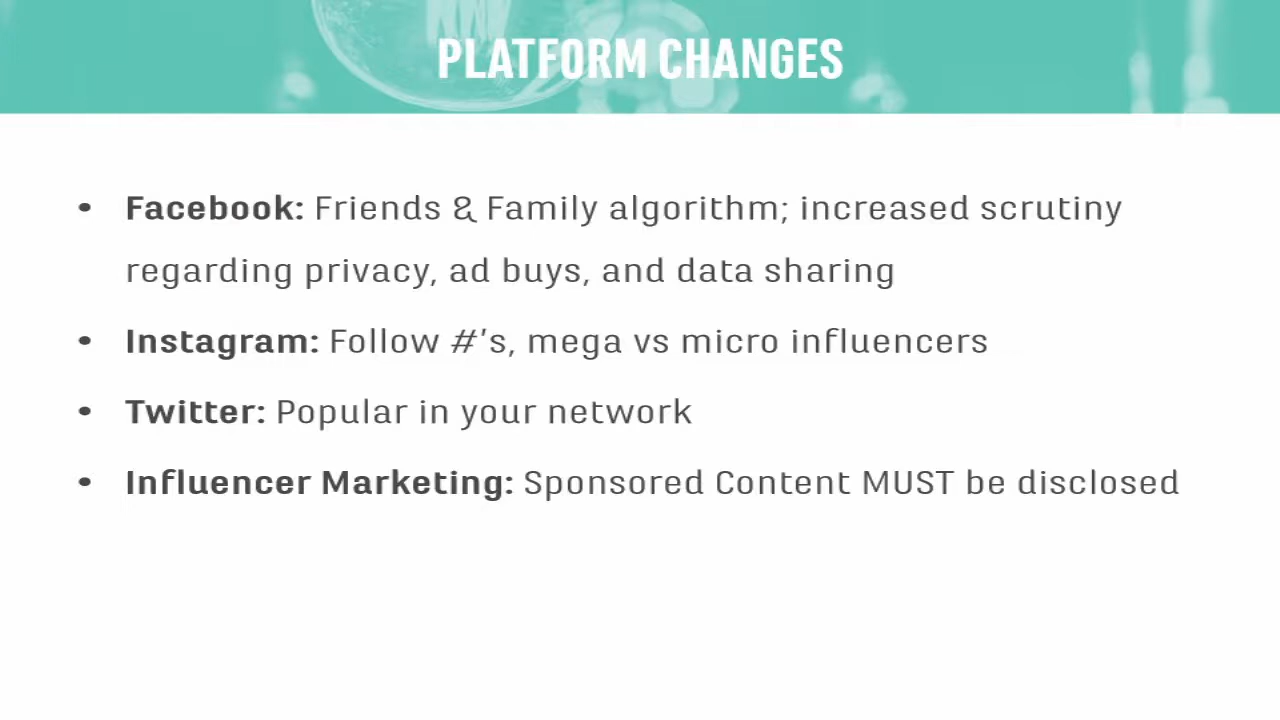 PLATFORM CHANGES
• Facebook: Friends & Family algorithm; increased scrutiny
regarding privacy, ad buys, and data sharing
• Instagram: Follow #'s, mega vs micro influencers
• Twitter: Popular in your network
• Influencer Marketing: Sponsored Content MUST be disclosed